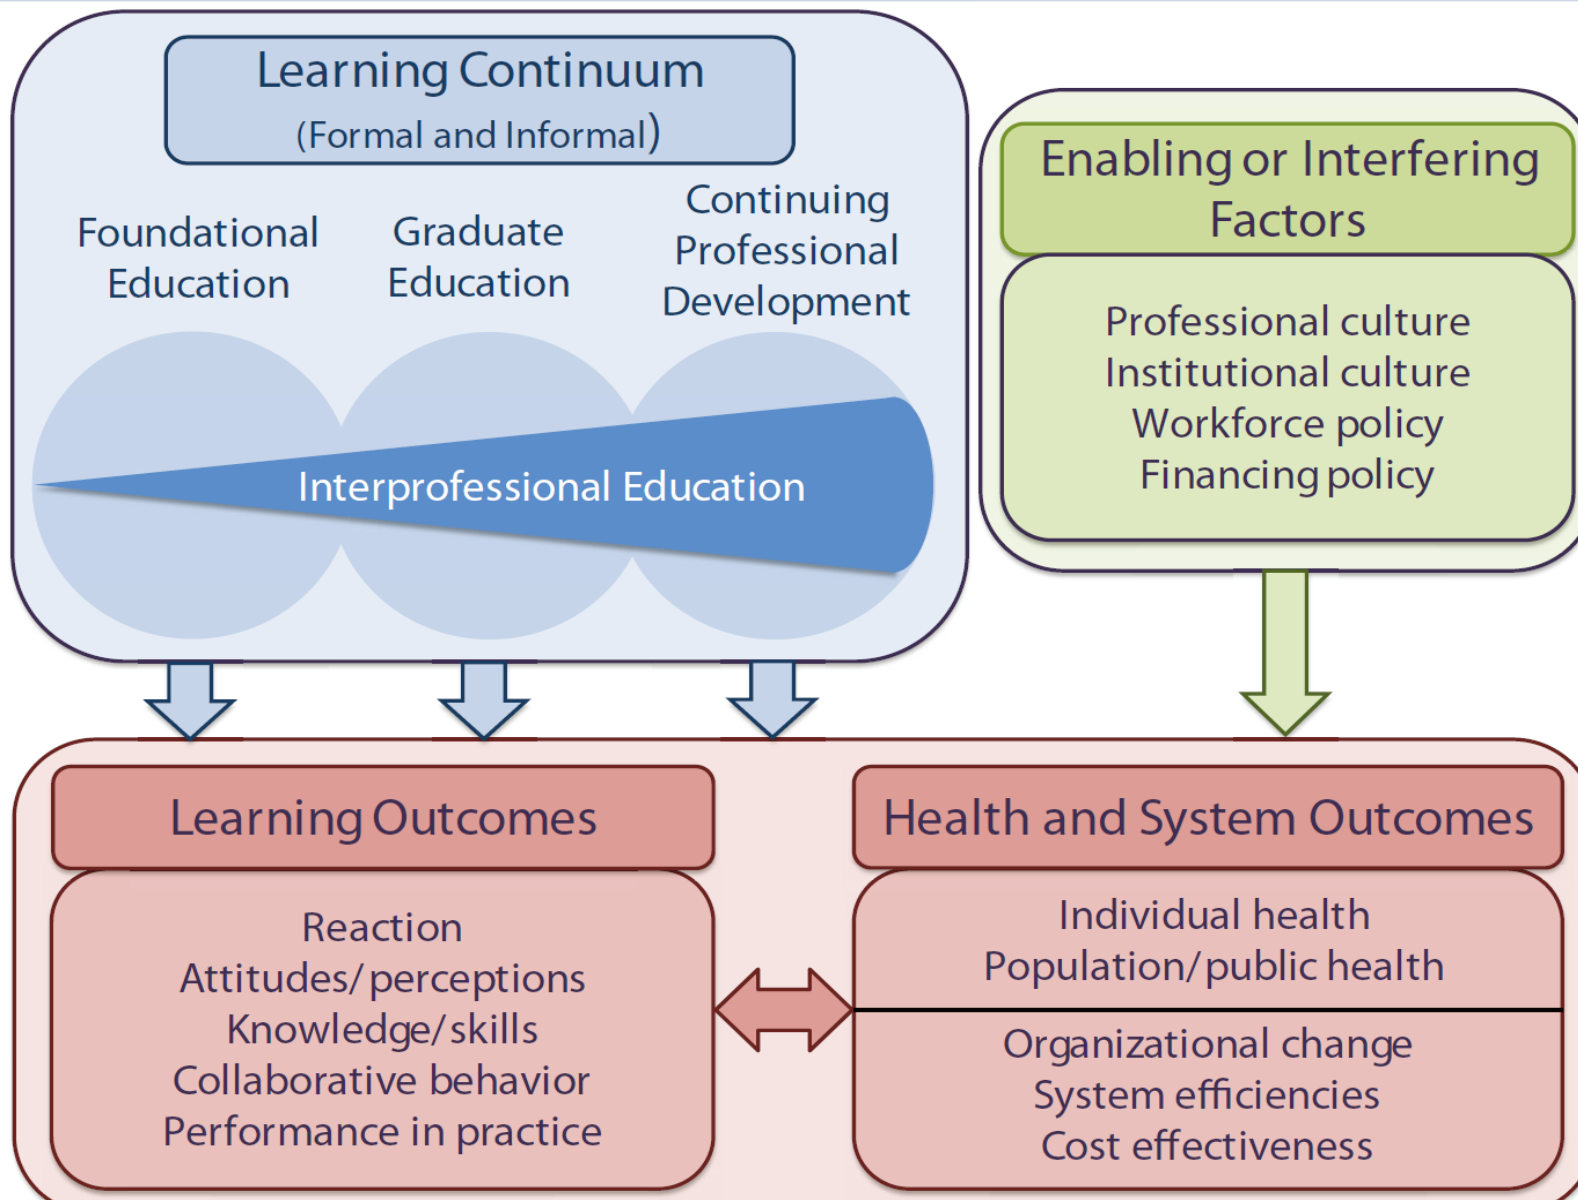 Learning Continuum
(Formal and Informal)
Foundational
Education
Graduate
Education
Continuing
Professional
Development
Interprofessional Education
Enabling or Interfering
Factors
Professional culture
Institutional culture
Workforce policy
Financing policy
Learning Outcomes
Reaction
Attitudes/perceptions
Knowledge/skills
Collaborative behavior
Performance in practice
Health and System Outcomes
Individual health
Population/public health
Organizational change
System efficiencies
Cost effectiveness